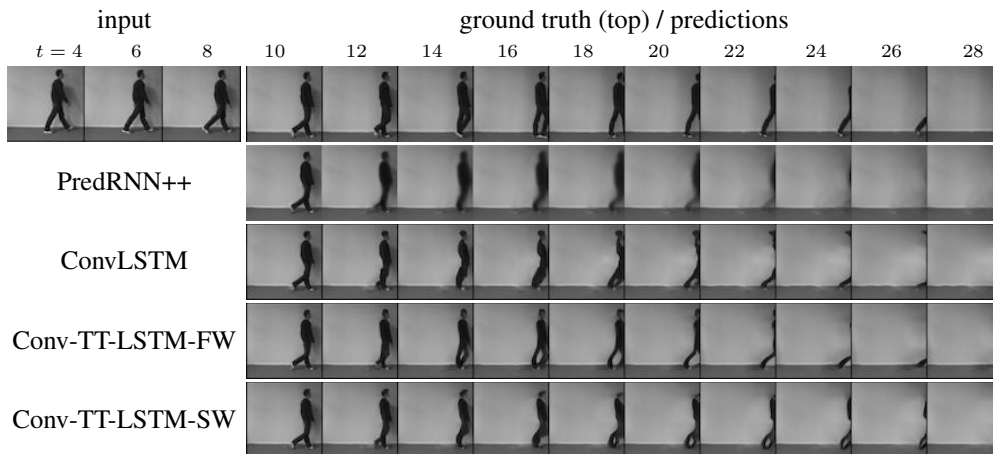 input ground truth (top) / predictions
t = 4 6 8 10 12 14 16 18 20 22 24 26 28
PredRNN++
ConvLSTM
Conv-TT-LSTM-FW
Conv-TT-LSTM-SW